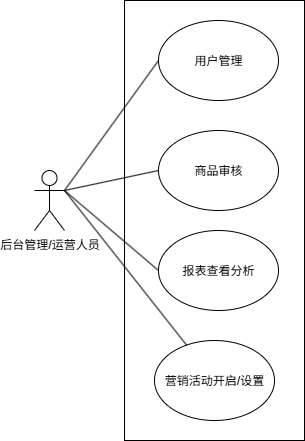 用户管理
商品审核
后台管理/运营人员
报表查看分析
营销活动开启/设置